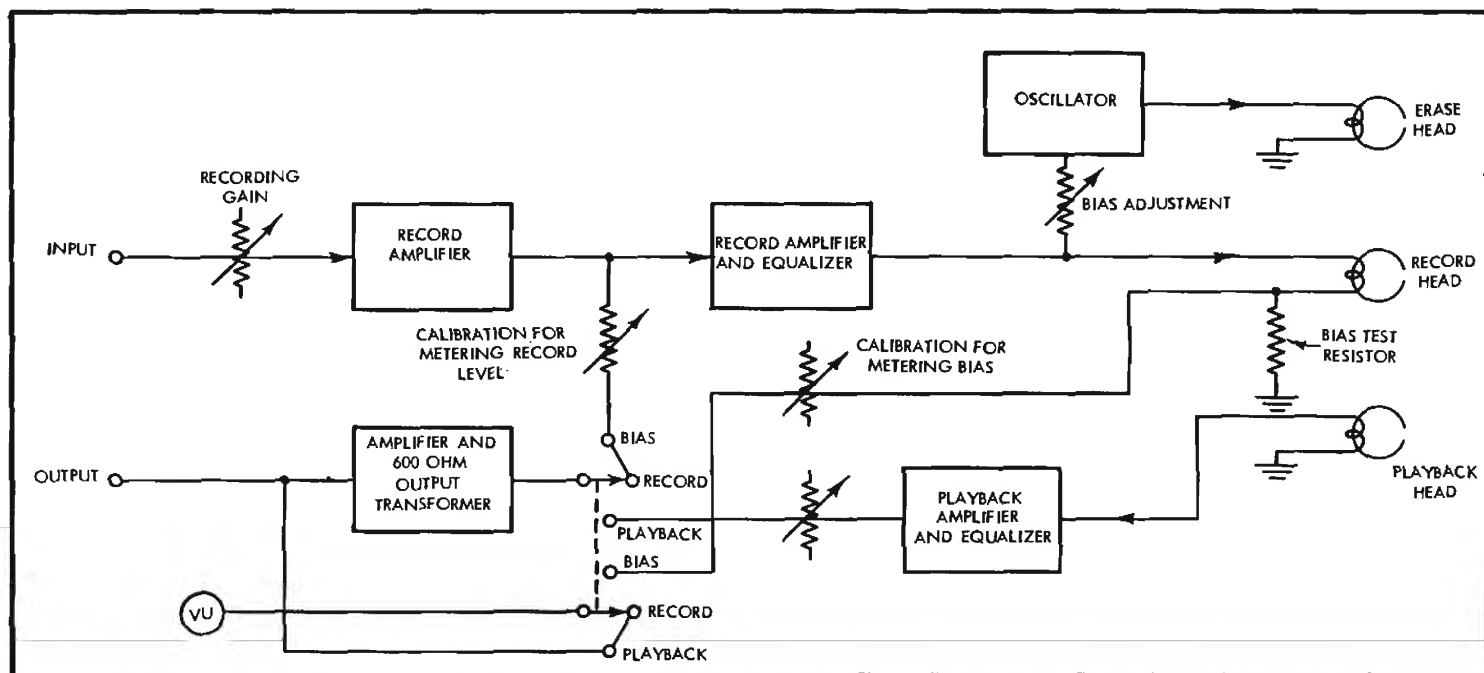 OSCILLATOR
ERASE
HEAD
RECORDING
GAIN
BIAS ADJUSTMENT
INPUT
RECORD
AMPLIFIER
RECORD AMPLIFIER
AND EQUALIZER
RECORD
HEAD
CALIBRATION FOR
METERING RECORD
LEVEL
CALIBRATION FOR
METERING BIAS
BIAS TEST
RESISTOR
BIAS
OUTPUT
AMPLIFIER AND
600 OHM
OUTPUT
TRANSFORMER
RECORD
PLAYBACK
AMPLIFIER
AND EQUALIZER
PLAYBACK
HEAD
PLAYBACK
BIAS
VU
RECORD
PLAYBACK